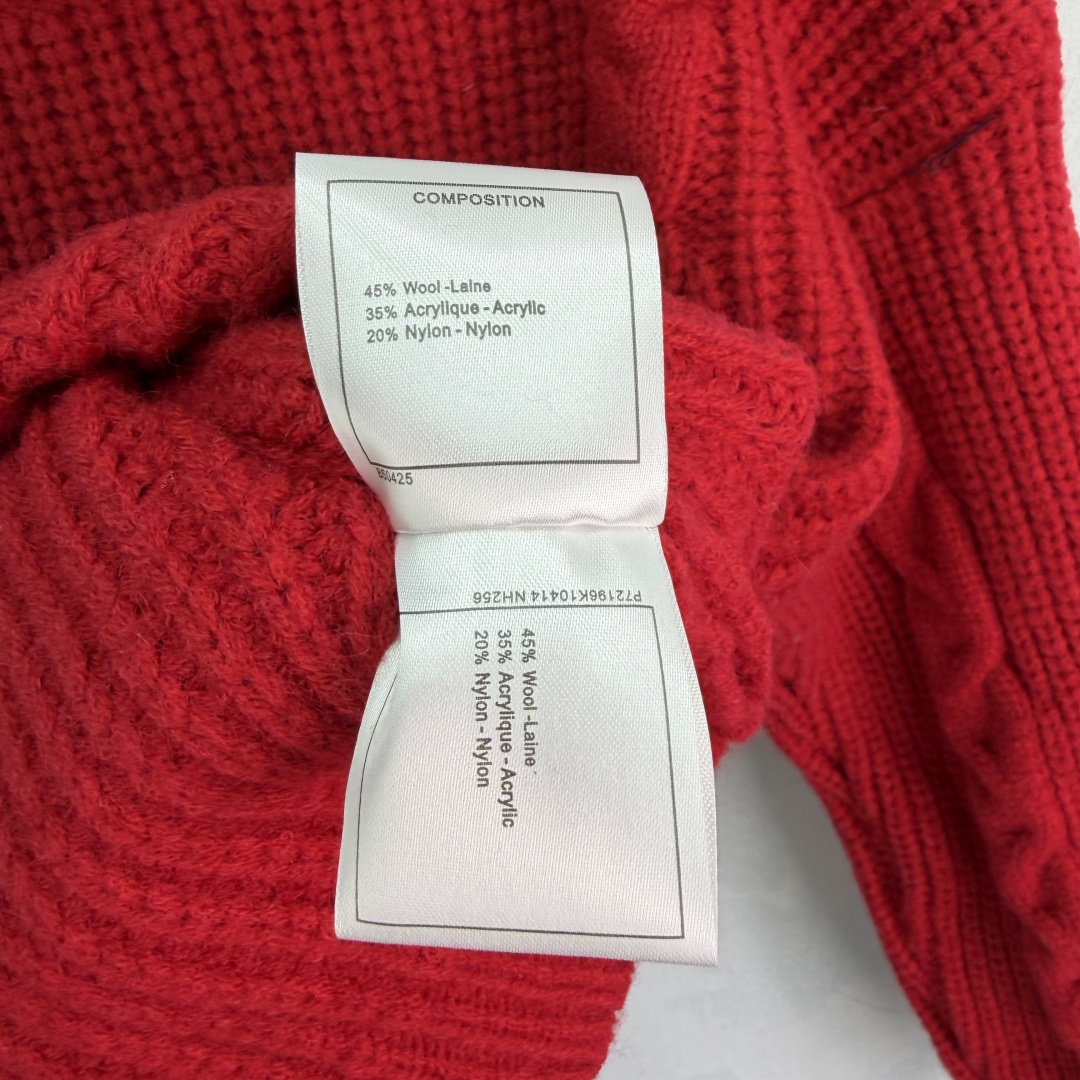 COMPOSITION
45% Wool -Laine
35% Acrylique - Acrylic
20% Nylon - Nylon
850425
P72196K10414 NH256
45% Wool -Laine
35% Acrylique - Acrylic
20% Nylon - Nylon